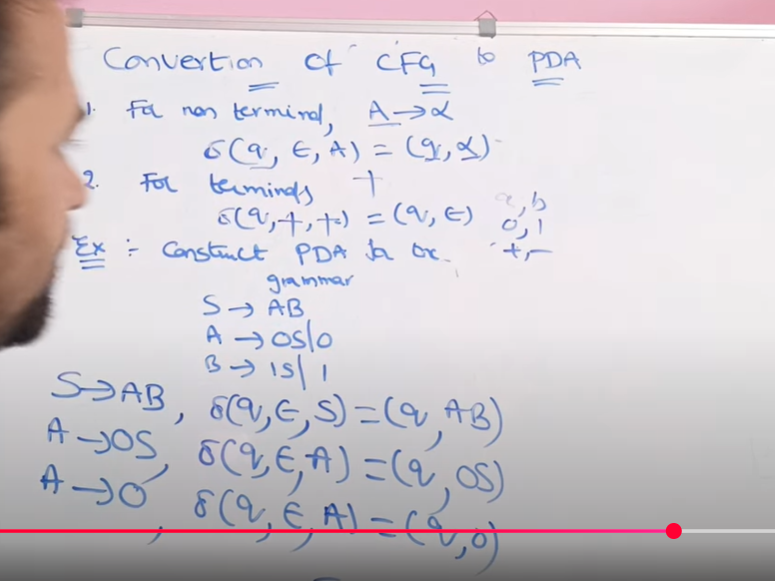 Convertion of CFG to PDA
1. For non terminal, A → α
δ(q, ε, A) = (q, α)
2. For terminals +
δ(q, +, +) = (q, ε) a, b
0, 1
Ex :- Construct PDA for +, -
grammar
S → AB
A → 0S|0
B → 1S|1
S → AB, δ(q, ε, S) = (q, AB)
A → 0S, δ(q, ε, A) = (q, 0S)
A → 0, δ(q, ε, A) = (q, 0)